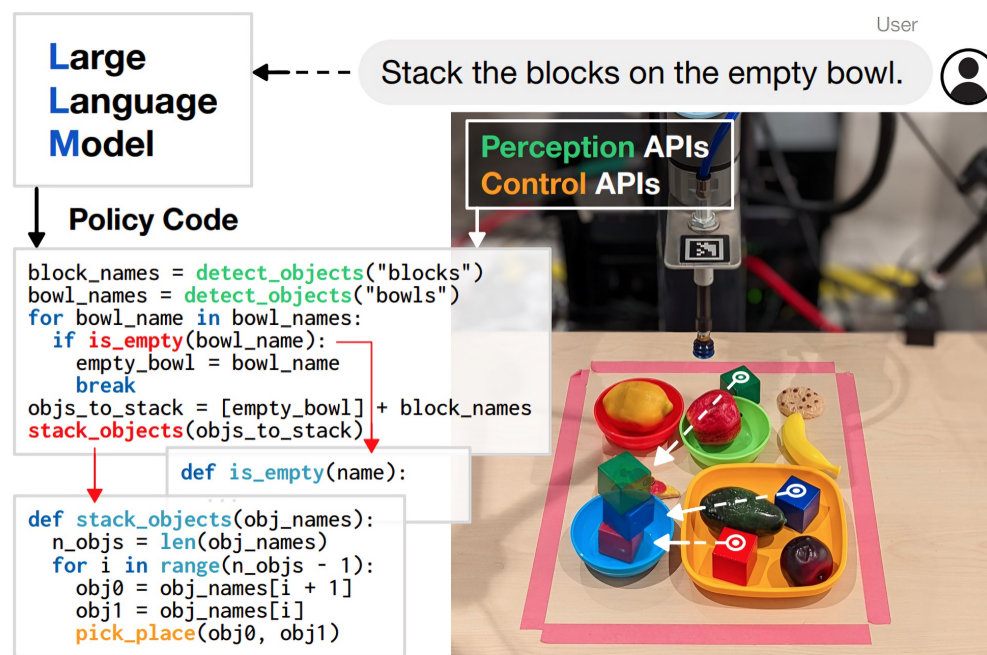 Large
Language
Model
User
Stack the blocks on the empty bowl.
Perception APIs
Control APIs
Policy Code
block_names = detect_objects("blocks")
bowl_names = detect_objects("bowls")
for bowl_name in bowl_names:
  if is_empty(bowl_name):
    empty_bowl = bowl_name
    break
objs_to_stack = [empty_bowl] + block_names
stack_objects(objs_to_stack)
def is_empty(name):
...
def stack_objects(obj_names):
  n_objs = len(obj_names)
  for i in range(n_objs - 1):
    obj0 = obj_names[i + 1]
    obj1 = obj_names[i]
    pick_place(obj0, obj1)